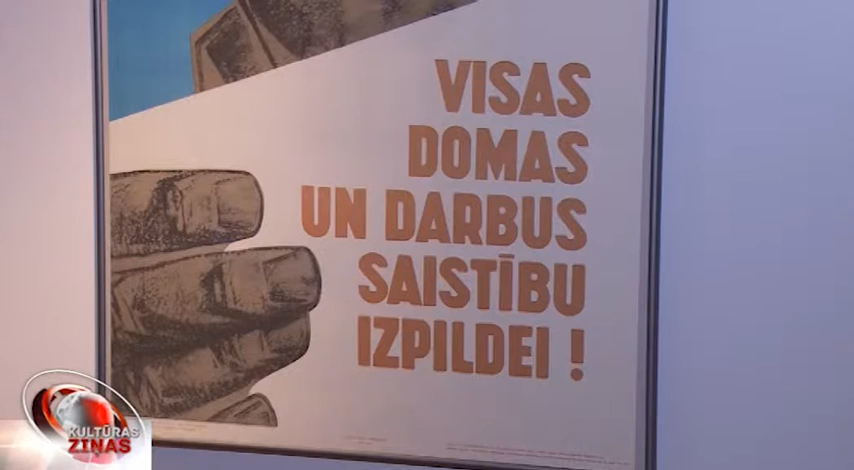 VISAS
DOMAS
UN DARBUS
SAISTĪBU
IZPILDEI !
KULTŪRAS
ZIŅAS